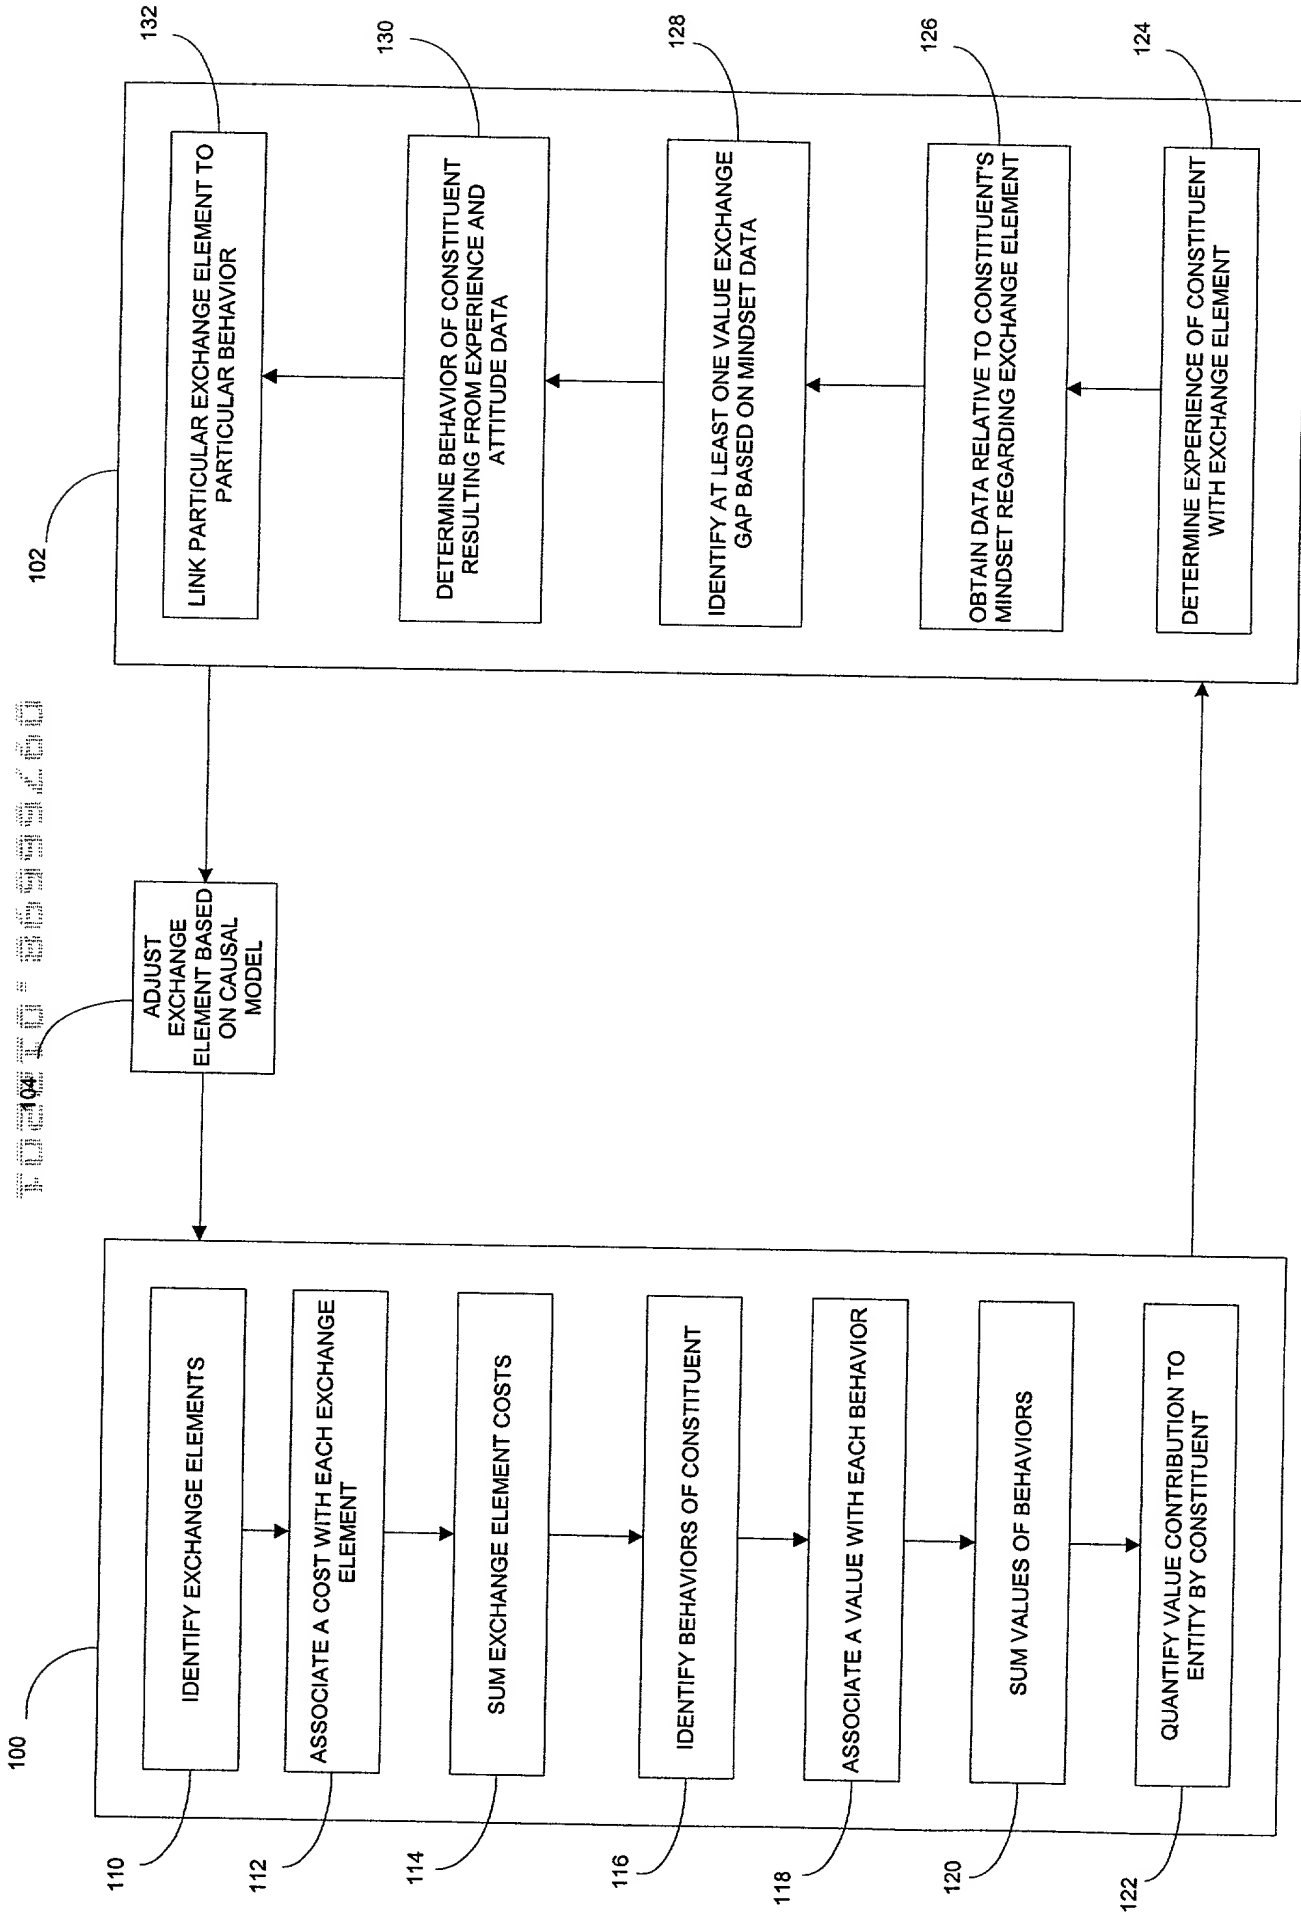 100
110
IDENTIFY EXCHANGE ELEMENTS
112
ASSOCIATE A COST WITH EACH EXCHANGE
ELEMENT
114
SUM EXCHANGE ELEMENT COSTS
116
IDENTIFY BEHAVIORS OF CONSTITUENT
118
ASSOCIATE A VALUE WITH EACH BEHAVIOR
120
SUM VALUES OF BEHAVIORS
122
QUANTIFY VALUE CONTRIBUTION TO
ENTITY BY CONSTITUENT
104
ADJUST
EXCHANGE
ELEMENT BASED
ON CAUSAL
MODEL
102
132
LINK PARTICULAR EXCHANGE ELEMENT TO
PARTICULAR BEHAVIOR
130
DETERMINE BEHAVIOR OF CONSTITUENT
RESULTING FROM EXPERIENCE AND
ATTITUDE DATA
128
IDENTIFY AT LEAST ONE VALUE EXCHANGE
GAP BASED ON MINDSET DATA
126
OBTAIN DATA RELATIVE TO CONSTITUENT'S
MINDSET REGARDING EXCHANGE ELEMENT
124
DETERMINE EXPERIENCE OF CONSTITUENT
WITH EXCHANGE ELEMENT